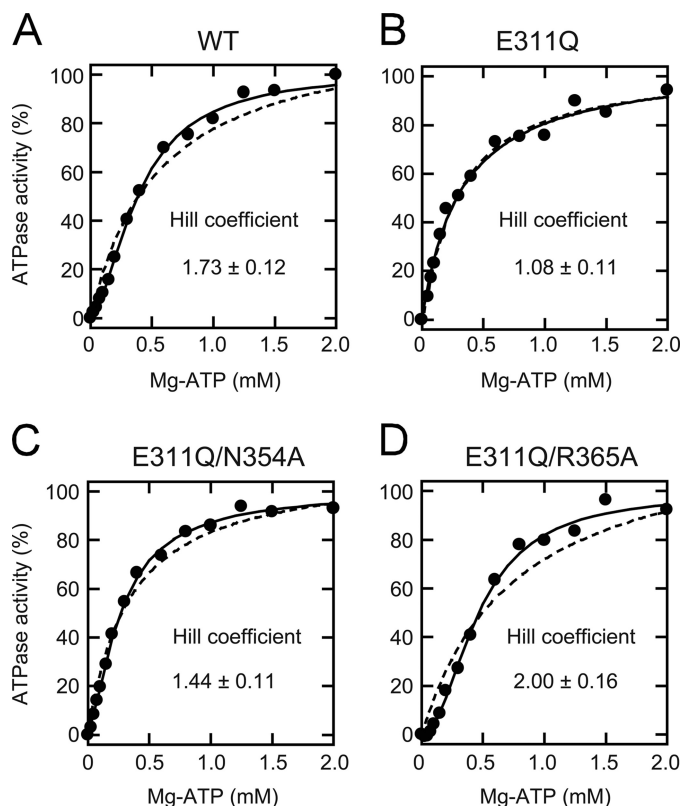 A
WT
ATPase activity (%)
100
80
60
40
20
0
Hill coefficient
1.73 ± 0.12
0 0.5 1.0 1.5 2.0
Mg-ATP (mM)
B
E311Q
100
80
60
40
20
0
Hill coefficient
1.08 ± 0.11
0 0.5 1.0 1.5 2.0
Mg-ATP (mM)
C
E311Q/N354A
ATPase activity (%)
100
80
60
40
20
0
Hill coefficient
1.44 ± 0.11
0 0.5 1.0 1.5 2.0
Mg-ATP (mM)
D
E311Q/R365A
100
80
60
40
20
0
Hill coefficient
2.00 ± 0.16
0 0.5 1.0 1.5 2.0
Mg-ATP (mM)